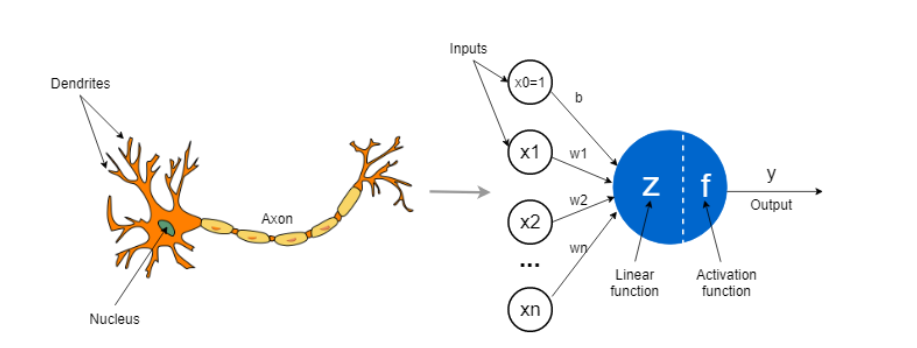 Dendrites
Nucleus
Axon
Inputs
x0=1
x1
x2
...
xn
b
w1
w2
wn
z
f
y
Output
Linear
function
Activation
function